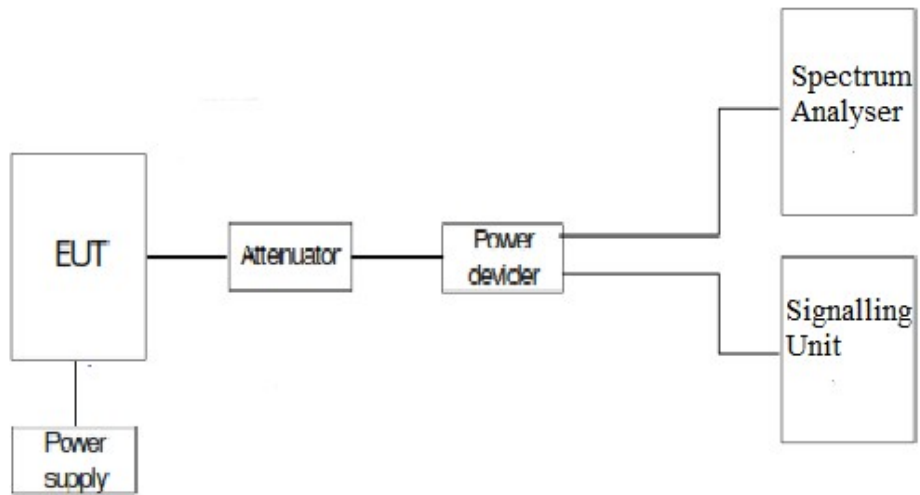 Spectrum
Analyser
EUT
Attenuator
Power
devider
Signalling
Unit
Power
supply